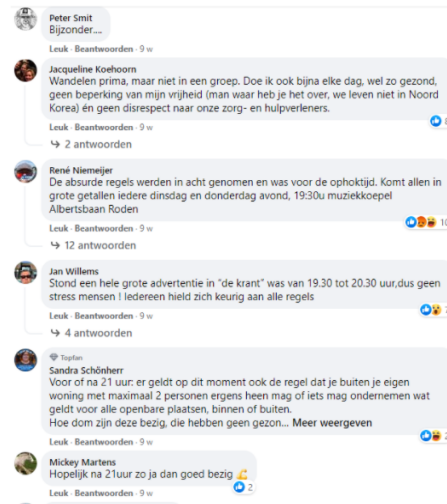 Peter Smit
Bijzonder....
Leuk · Beantwoorden · 9 w
Jacqueline Koehoorn
Wandelen prima, maar niet in een groep. Doe ik ook bijna elke dag, wel zo gezond,
geen beperking van mijn vrijheid (man waar heb je het over, we leven niet in Noord
Korea) én geen disrespect naar onze zorg- en hulpverleners.
Leuk · Beantwoorden · 9 w
2 antwoorden
René Niemeijer
De absurde regels werden in acht genomen en was voor de ophoktijd. Komt allen in
grote getallen iedere dinsdag en donderdag avond, 19:30u muziekkoepel
Albertsbaan Roden
10
Leuk · Beantwoorden · 9 w
12 antwoorden
Jan Willems
Stond een hele grote advertentie in "de krant" was van 19.30 tot 20.30 uur,dus geen
stress mensen ! Iedereen hield zich keurig aan alle regels
Leuk · Beantwoorden · 9 w
4 antwoorden
Topfan
Sandra Schönherr
Voor of na 21 uur: er geldt op dit moment ook de regel dat je buiten je eigen
woning met maximaal 2 personen ergens heen mag of iets mag ondernemen wat
geldt voor alle openbare plaatsen, binnen of buiten.
Hoe dom zijn deze bezig, die hebben geen gezon... Meer weergeven
2
Leuk · Beantwoorden · 9 w
Mickey Martens
Hopelijk na 21uur zo ja dan goed bezig 💪
2
Leuk · Beantwoorden · 9 w